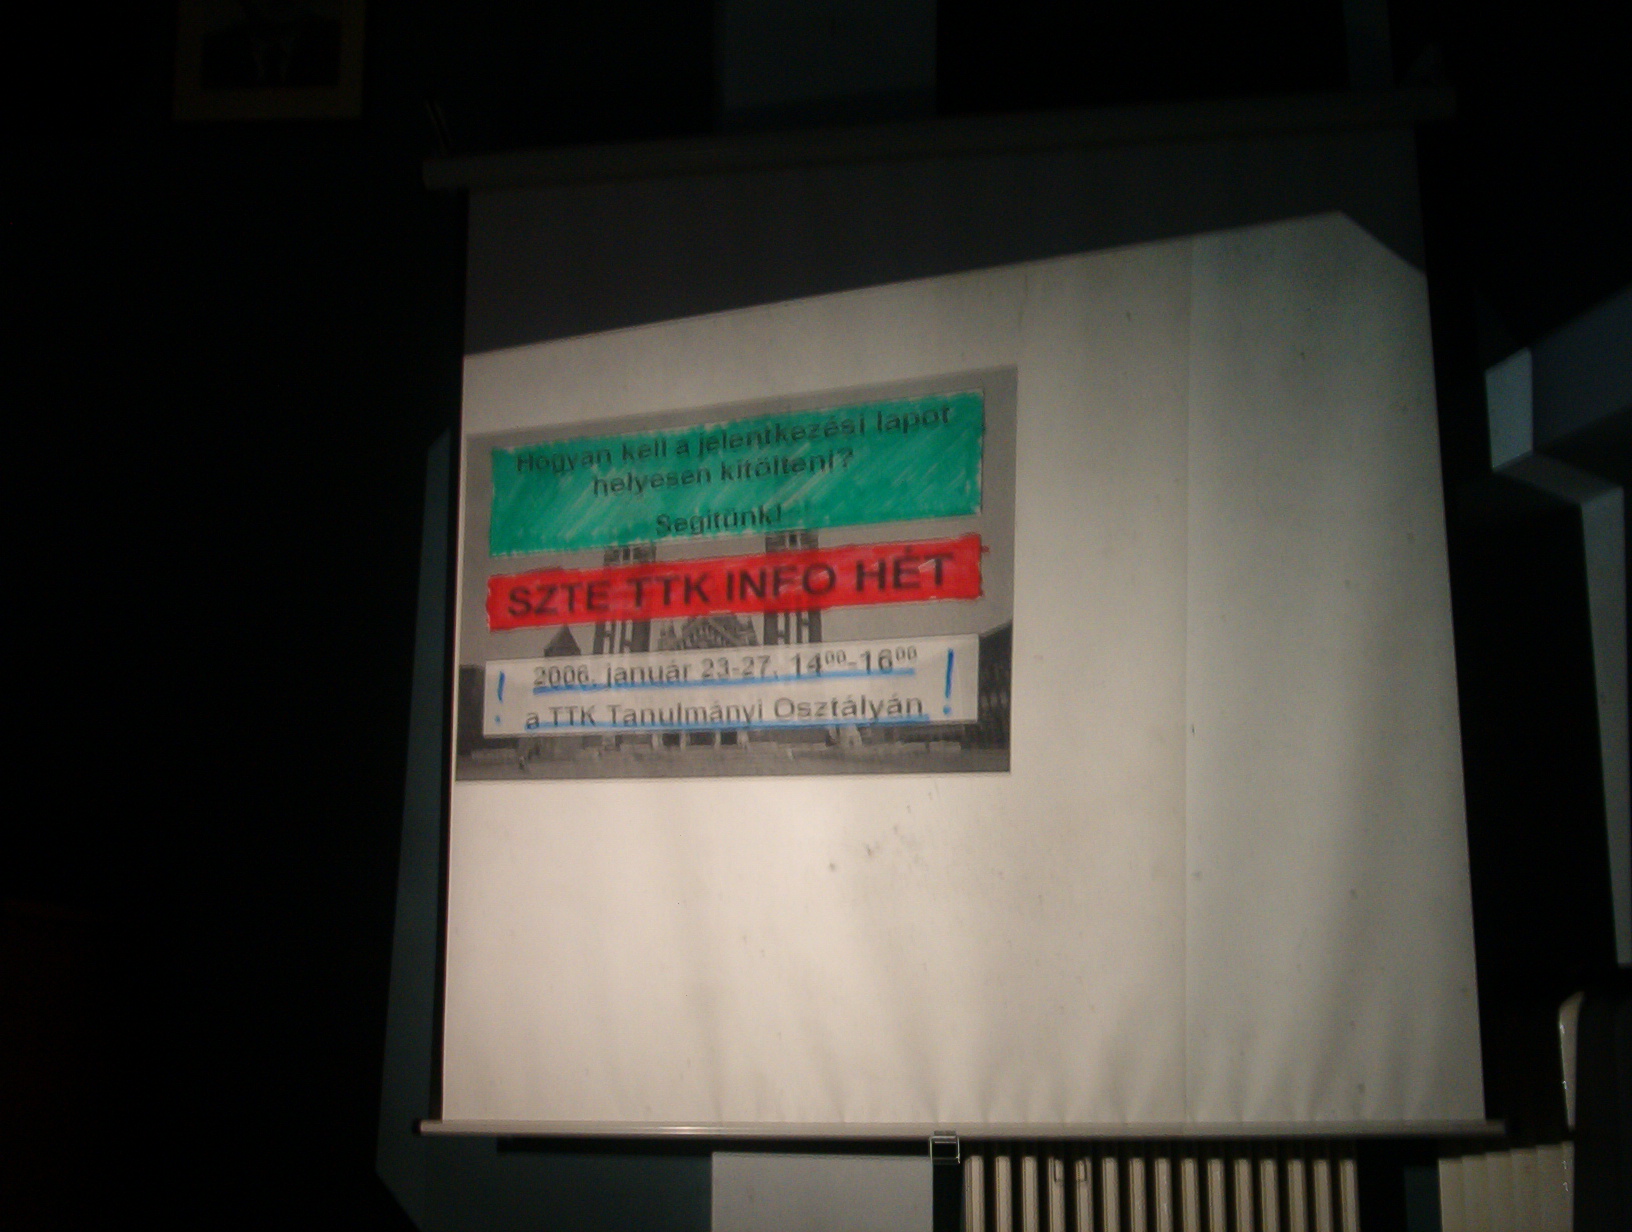 Hogyan kell a jelentkezési lapot
helyesen kitölteni?
Segítünk!
SZTE TTK INFO HÉT
! 2006. január 23-27. 14⁰⁰-16⁰⁰ !
a TTK Tanulmányi Osztályán